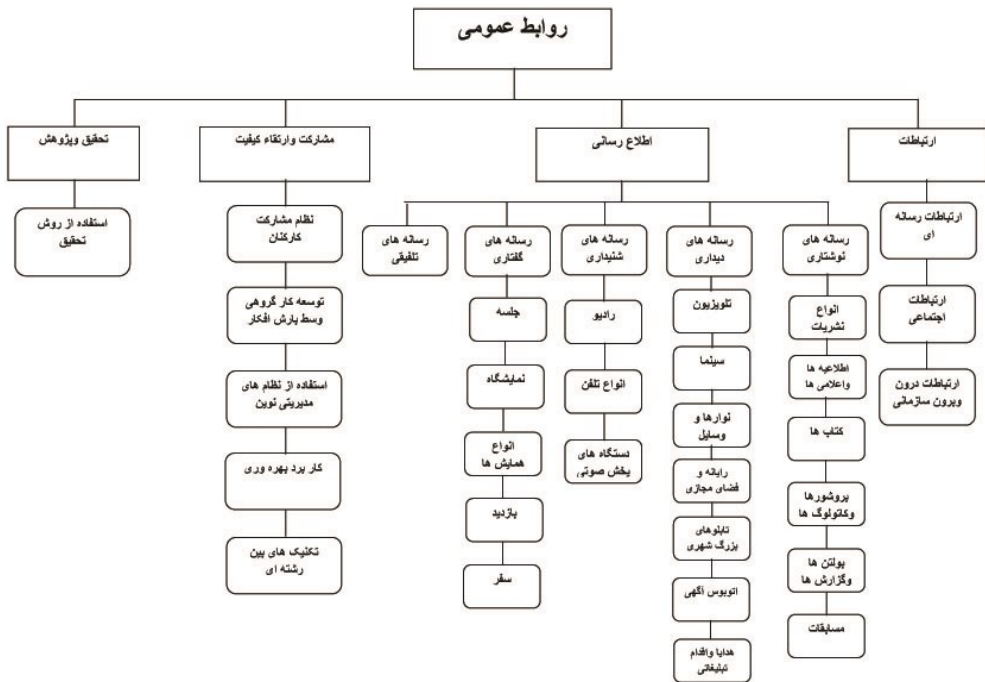 روابط عمومی
ارتباطات
اطلاع رسانی
مشارکت وارتقاء کیفیت
تحقیق وپژوهش
ارتباطات رسانه
ای
ارتباطات
اجتماعی
ارتباطات درون
وبرون سازمانی
رسانه های
نوشتاری
انواع
نشریات
اطلاعیه ها
واعلامی ها
کتاب ها
بروشورها
وکاتولوگ ها
بولتن ها
وگزارش ها
مسابقات
رسانه های
دیداری
تلویزیون
سینما
نوارها و
وسایل
رایانه و
فضای مجازی
تابلوهای
بزرگ شهری
اتوبوس آگهی
هدایا واقدام
تبلیغاتی
رسانه های
شنیداری
رادیو
انواع تلفن
دستگاه های
پخش صوتی
رسانه های
گفتاری
جلسه
نمایشگاه
انواع
همایش ها
بازدید
سفر
رسانه های
تلفیقی
نظام مشارکت
کارکنان
توسعه کار گروهی
وسط بارش افکار
استفاده از نظام های
مدیریتی نوین
کار برد بهره وری
تکنیک های بین
رشته ای
استفاده از روش
تحقیق